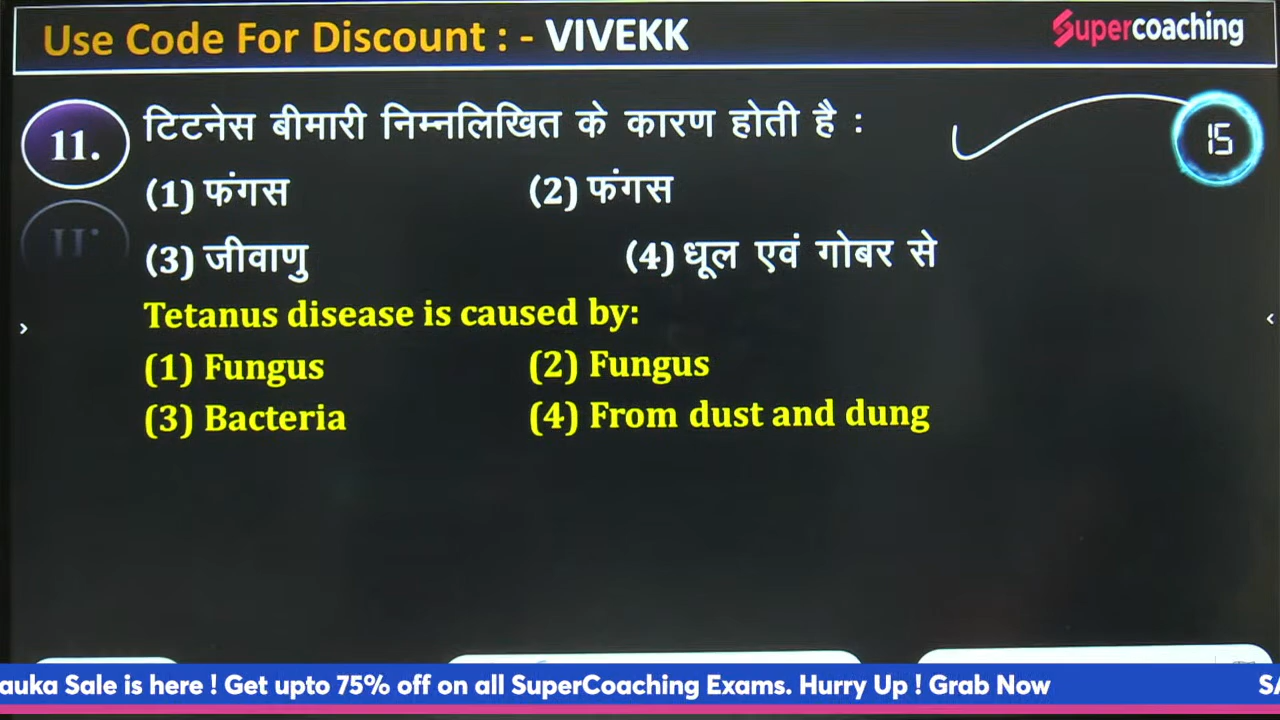 Use Code For Discount : - VIVEKK
Supercoaching
11. टिटनेस बीमारी निम्नलिखित के कारण होती है :
15
(1) फंगस (2) फंगस
(3) जीवाणु (4) धूल एवं गोबर से
Tetanus disease is caused by:
(1) Fungus (2) Fungus
(3) Bacteria (4) From dust and dung
auka Sale is here ! Get upto 75% off on all SuperCoaching Exams. Hurry Up ! Grab Now SA